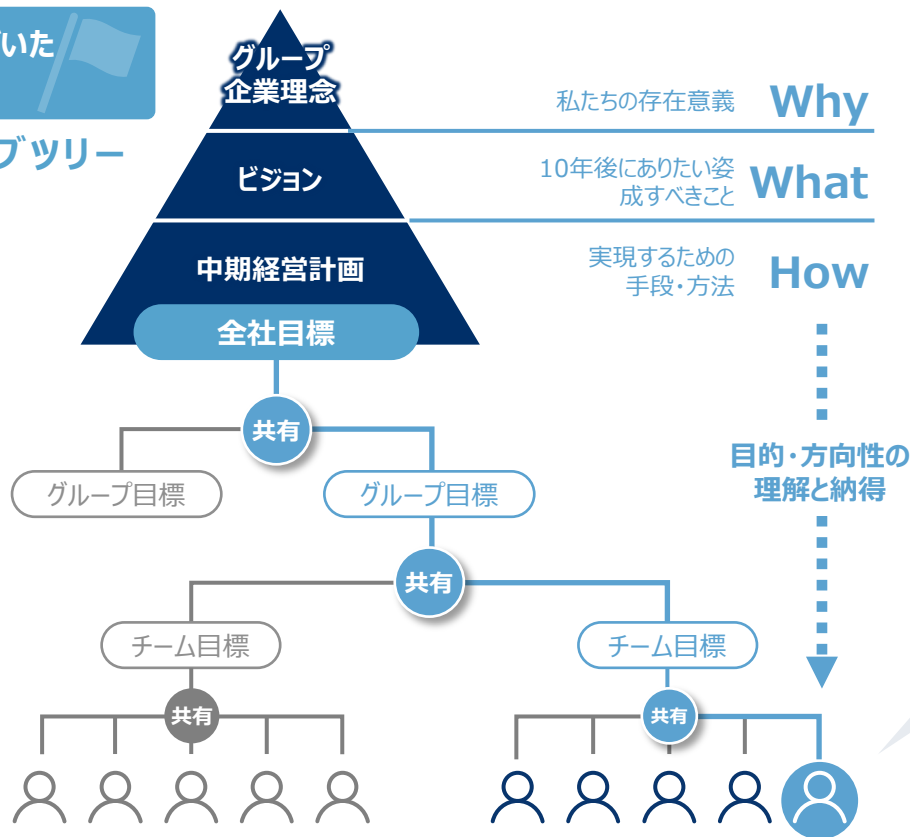 いた
ブツリー
グループ
企業理念
私たちの存在意義 Why
ビジョン
10年後にありたい姿
成すべきこと
What
中期経営計画
実現するための
手段・方法
How
全社目標
共有
グループ目標
グループ目標
目的・方向性の
理解と納得
共有
チーム目標
チーム目標
共有
共有